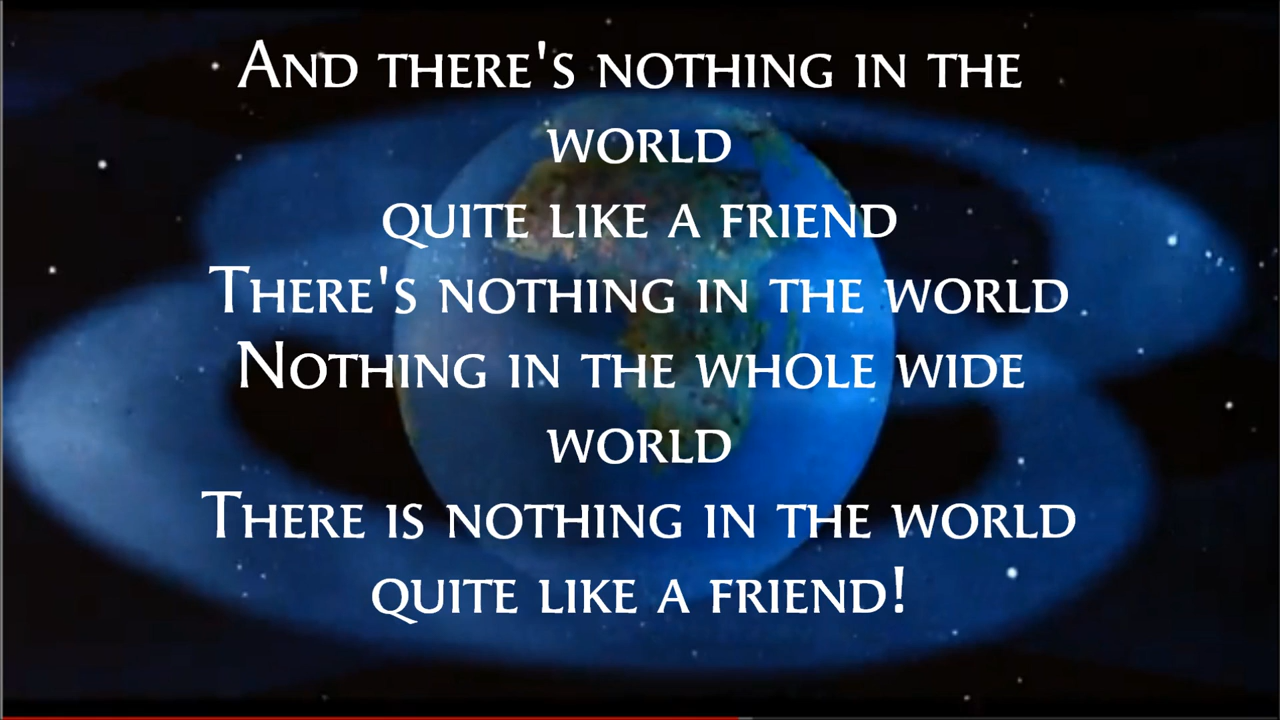 And there's nothing in the
world
quite like a friend
There's nothing in the world
Nothing in the whole wide
world
There is nothing in the world
quite like a friend!